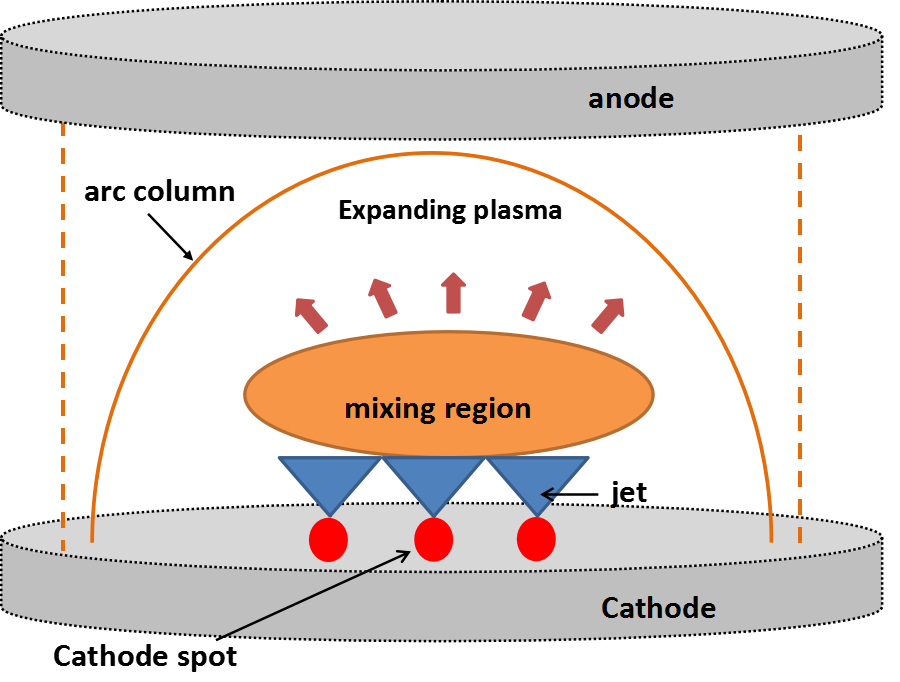 anode
arc column
Expanding plasma
mixing region
jet
Cathode
Cathode spot